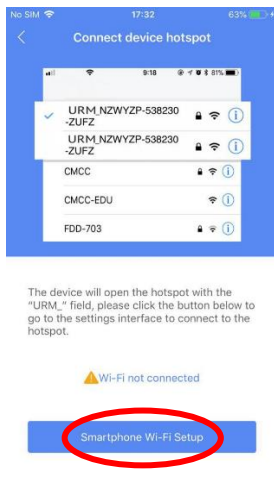 No SIM 17:32 63%
Connect device hotspot
9:18 81%
URM_NZWYZP-538230
-ZUFZ
URM_NZWYZP-538230
-ZUFZ
CMCC
CMCC-EDU
FDD-703
The device will open the hotspot with the
"URM_" field, please click the button below to
go to the settings interface to connect to the
hotspot.
Wi-Fi not connected
Smartphone Wi-Fi Setup